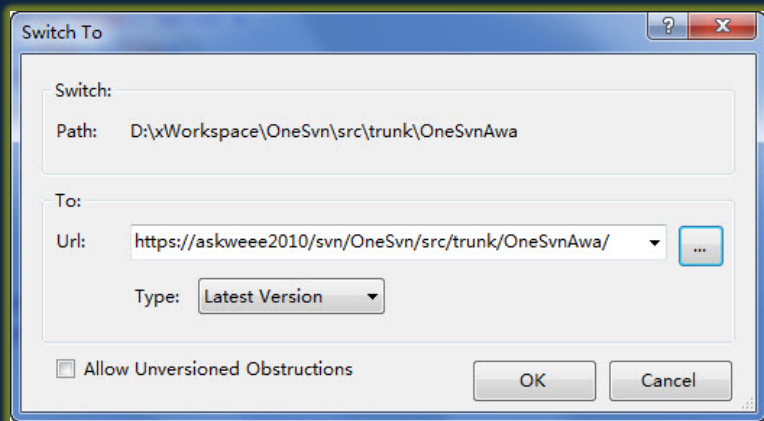 Switch To
Switch:
Path: D:\xWorkspace\OneSvn\src\trunk\OneSvnAwa
To:
Url: https://askweee2010/svn/OneSvn/src/trunk/OneSvnAwa/ ...
Type: Latest Version
Allow Unversioned Obstructions
OK Cancel